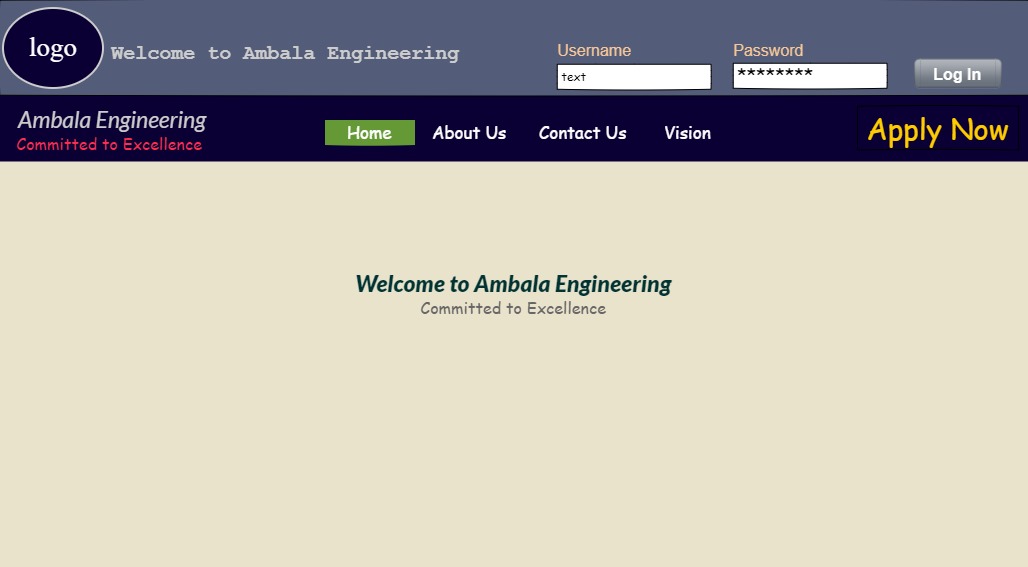 logo
Welcome to Ambala Engineering
Username
Password
text
********
Log In
Ambala Engineering
Committed to Excellence
Home
About Us
Contact Us
Vision
Apply Now
Welcome to Ambala Engineering
Committed to Excellence